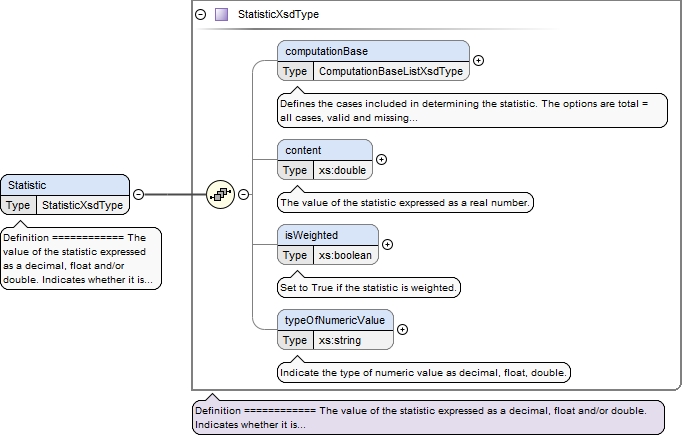 StatisticXsdType
computationBase
Type ComputationBaseListXsdType
Defines the cases included in determining the statistic. The options are total =
all cases, valid and missing...
content
Type xs:double
The value of the statistic expressed as a real number.
Statistic
Type StatisticXsdType
Definition ============ The
value of the statistic expressed
as a decimal, float and/or
double. Indicates whether it is...
isWeighted
Type xs:boolean
Set to True if the statistic is weighted.
typeOfNumericValue
Type xs:string
Indicate the type of numeric value as decimal, float, double.
Definition ============ The value of the statistic expressed as a decimal, float and/or double.
Indicates whether it is...